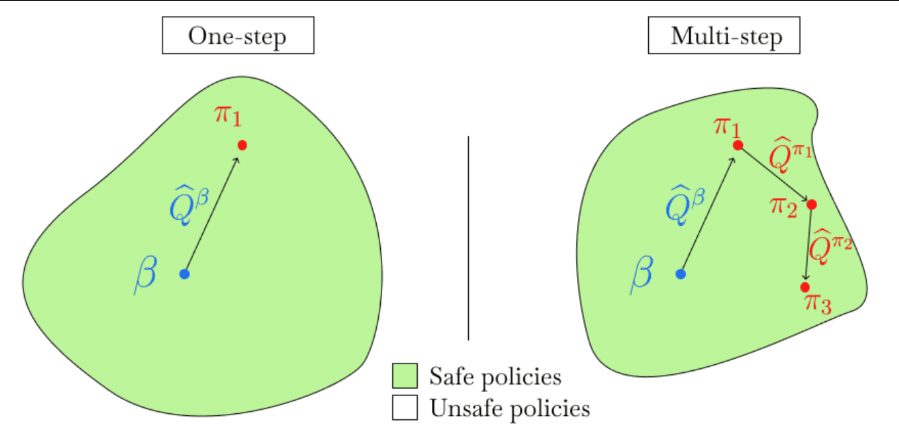 One-step
π₁
Q̂^β
β
Multi-step
π₁
Q̂^π₁
Q̂^β
π₂
Q̂^π₂
β
π₃
Safe policies
Unsafe policies